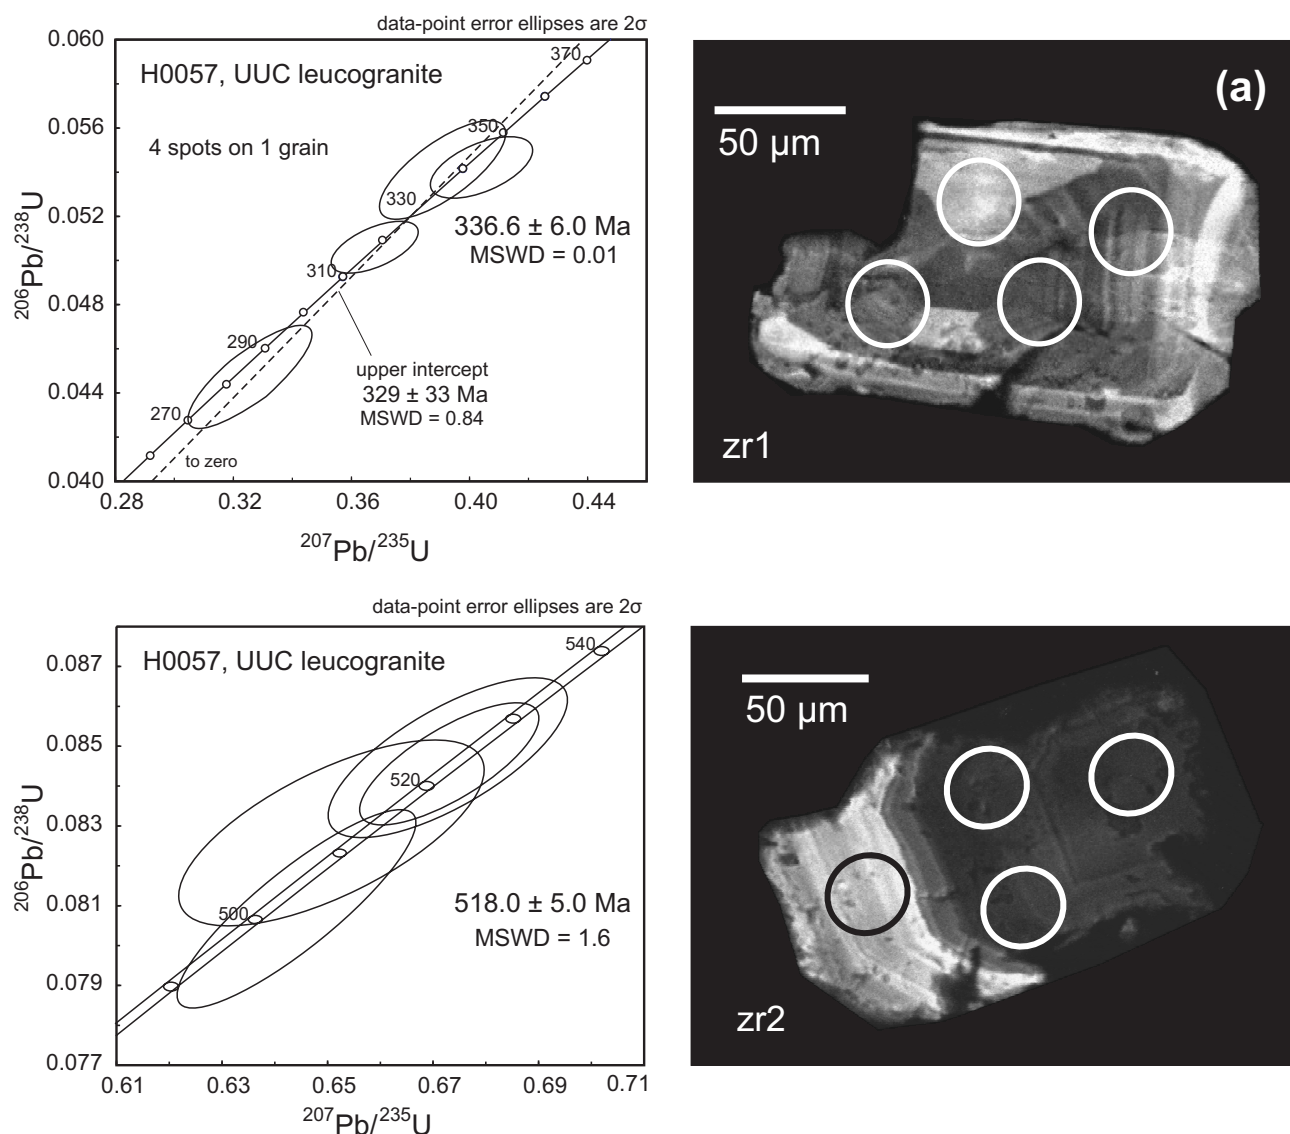 data-point error ellipses are 2σ
H0057, UUC leucogranite
4 spots on 1 grain
0.060
0.056
0.052
0.048
0.044
0.040
206Pb/238U
370
350
330
310
290
270
336.6 ± 6.0 Ma
MSWD = 0.01
upper intercept
329 ± 33 Ma
MSWD = 0.84
to zero
0.28
0.32
0.36
0.40
0.44
207Pb/235U
(a)
50 µm
zr1
data-point error ellipses are 2σ
H0057, UUC leucogranite
0.087
0.085
0.083
0.081
0.079
0.077
206Pb/238U
540
520
500
518.0 ± 5.0 Ma
MSWD = 1.6
0.61
0.63
0.65
0.67
0.69
0.71
207Pb/235U
50 µm
zr2